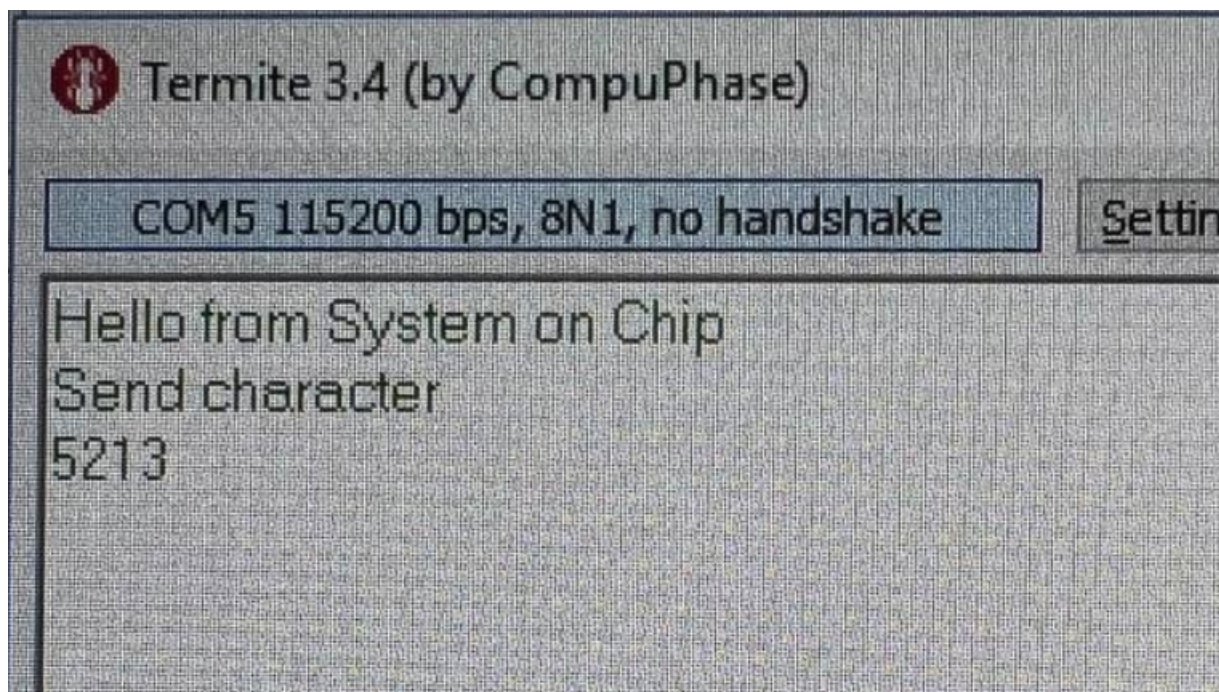 Termite 3.4 (by CompuPhase)
COM5 115200 bps, 8N1, no handshake
Settin
Hello from System on Chip
Send character
5213